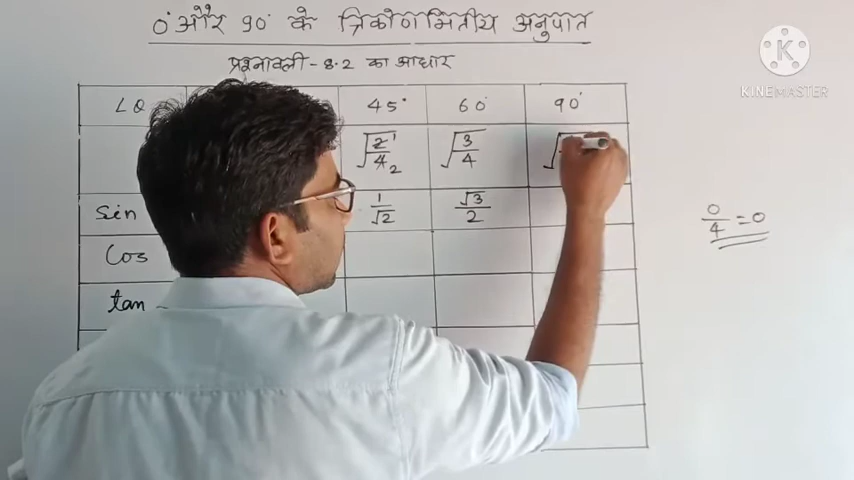 0° और 90° के त्रिकोणमितीय अनुपात
प्रश्नावली - 8.2 का आधार
KINEMASTER
∠θ 45° 60° 90°
√2/4 1 2 √3/4 √
sin 1/√2 √3/2
cos
tan
0/4 = 0